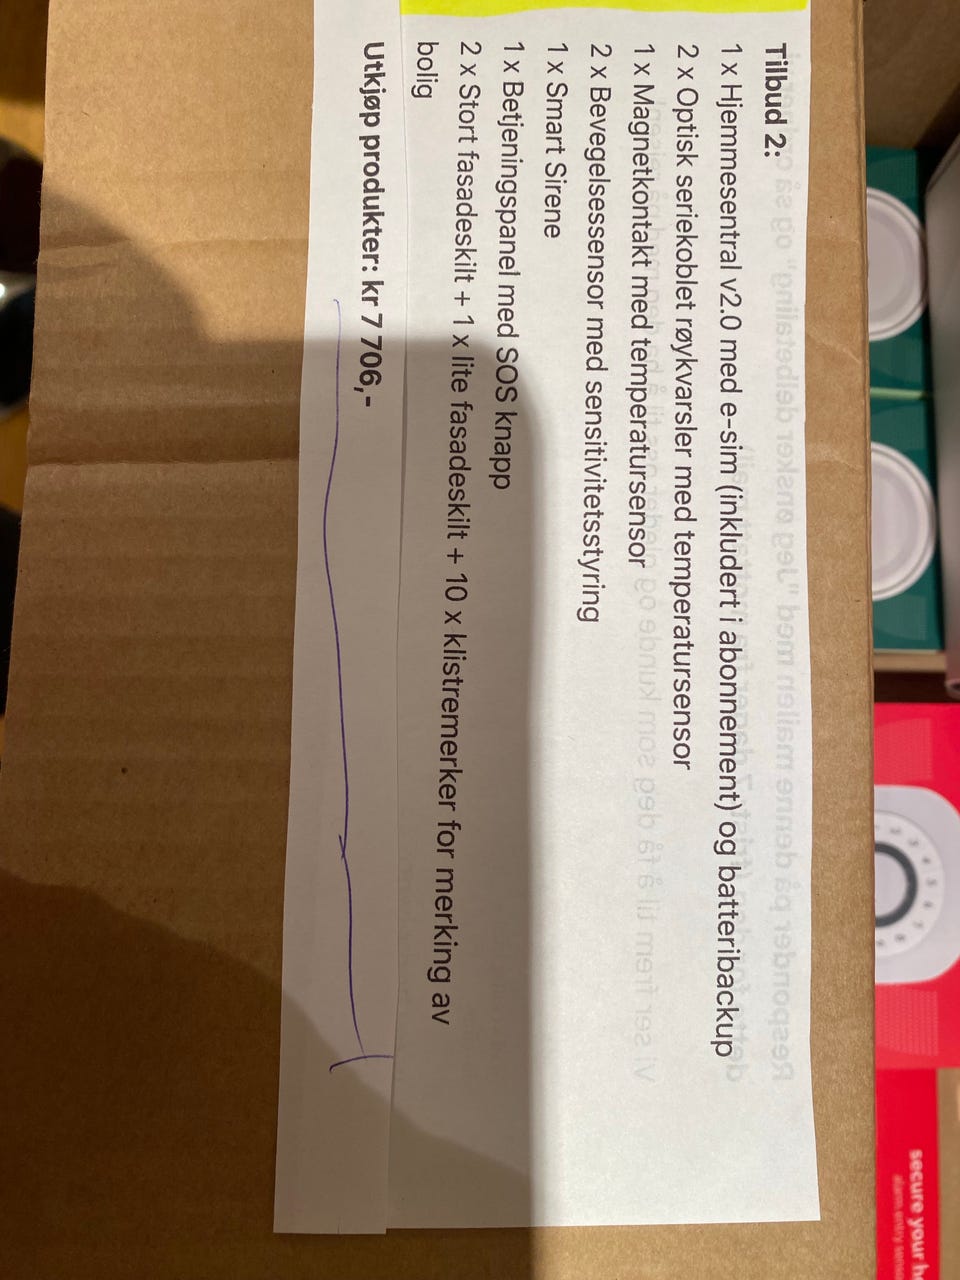 Tilbud 2:
1 x Hjemmesentral v2.0 med e-sim (inkludert i abonnement) og batteribackup
2 x Optisk seriekoblet røykvarsler med temperatursensor
1 x Magnetkontakt med temperatursensor
2 x Bevegelsessensor med sensitivitetsstyring
1 x Smart Sirene
1 x Betjeningspanel med SOS knapp
2 x Stort fasadeskilt + 1 x lite fasadeskilt + 10 x klistremerker for merking av
bolig
Utkjøp produkter: kr 7 706,-
secure your h
alarm entry